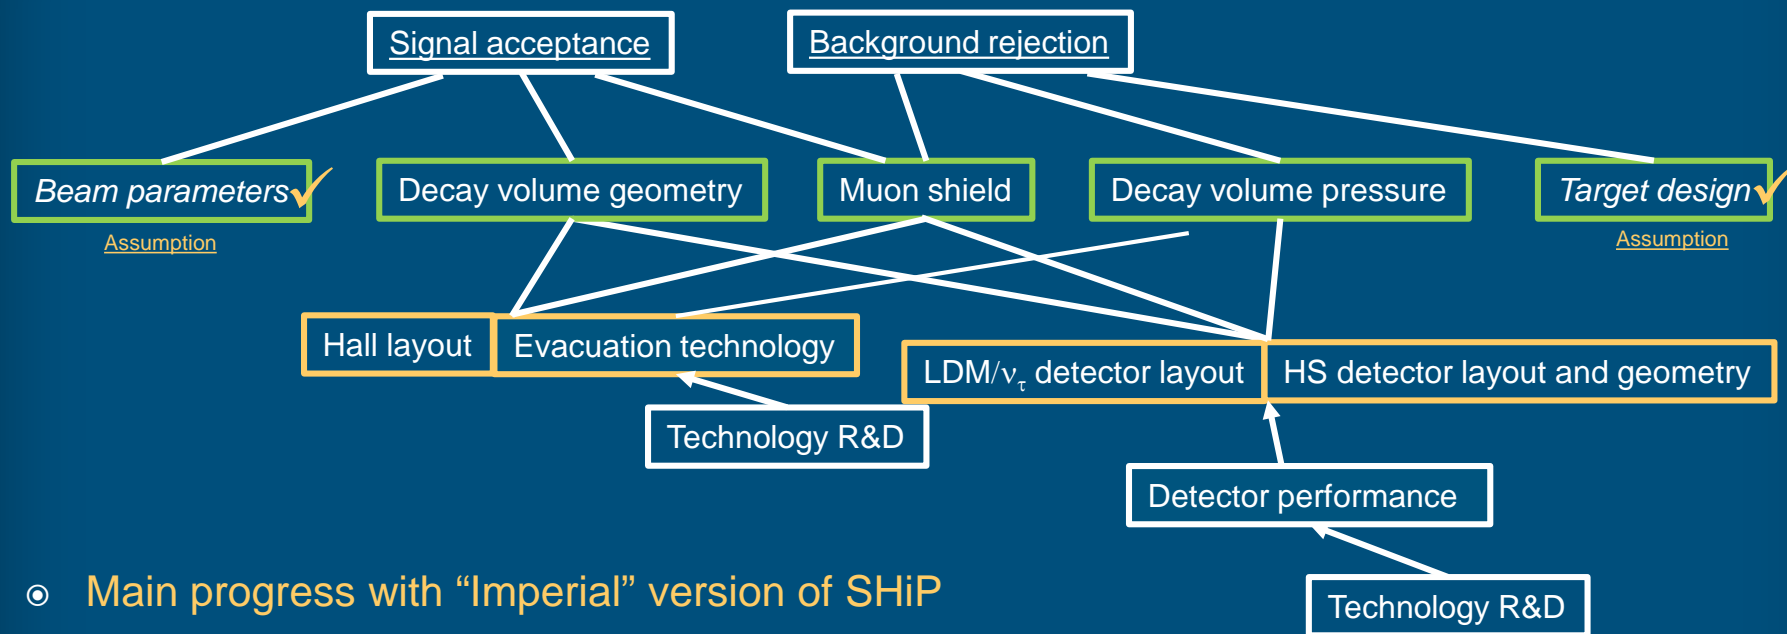 Signal acceptance
Background rejection
Beam parameters
Decay volume geometry
Muon shield
Decay volume pressure
Target design
Assumption
Assumption
Hall layout
Evacuation technology
LDM/ντ detector layout
HS detector layout and geometry
Technology R&D
Detector performance
Main progress with “Imperial” version of SHiP
Technology R&D